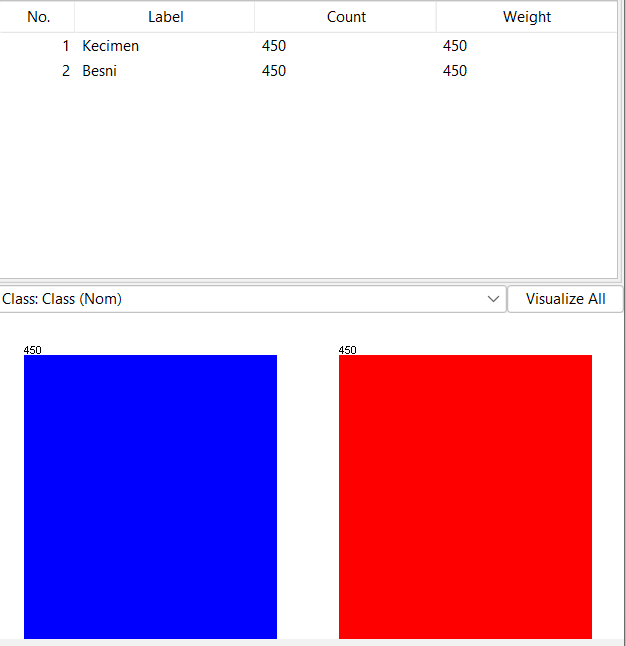 No. Label Count Weight
1 Kecimen 450 450
2 Besni 450 450
Class: Class (Nom) Visualize All
450 450